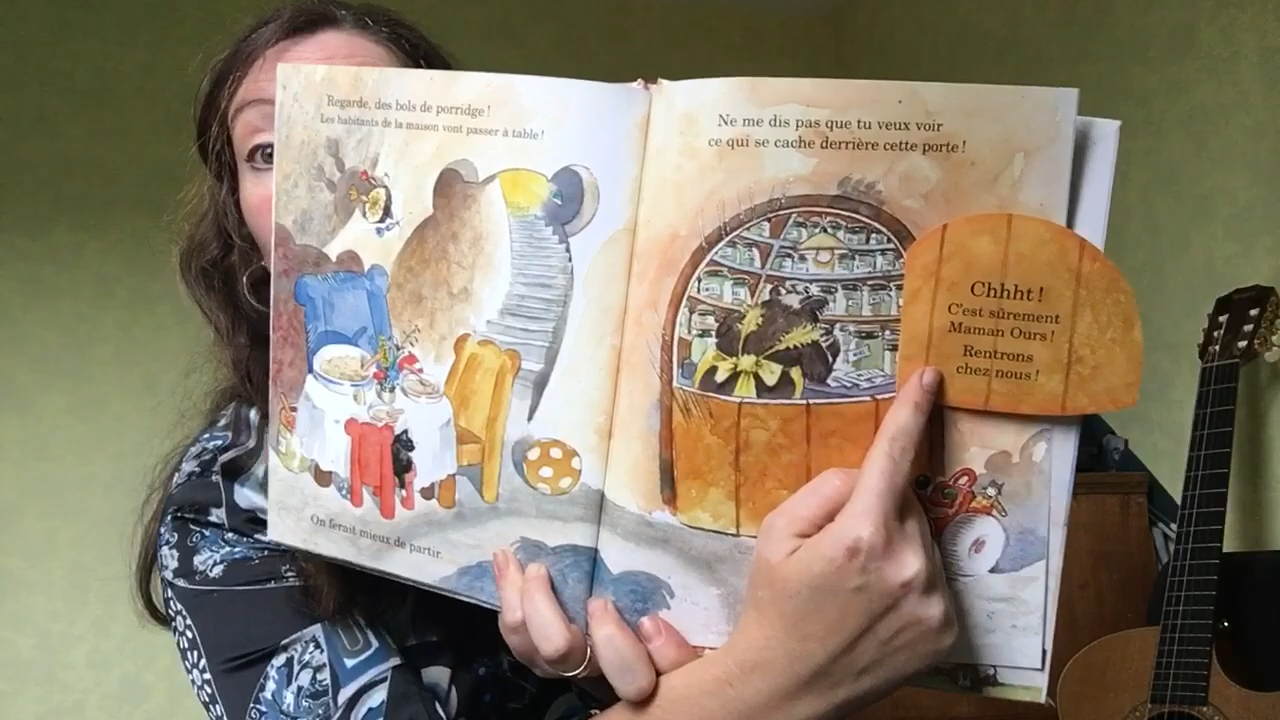 Regarde, des bols de porridge !
Les habitants de la maison vont passer à table !
On ferait mieux de partir.
Ne me dis pas que tu veux voir
ce qui se cache derrière cette porte !
Chhht !
C'est sûrement
Maman Ours !
Rentrons
chez nous !